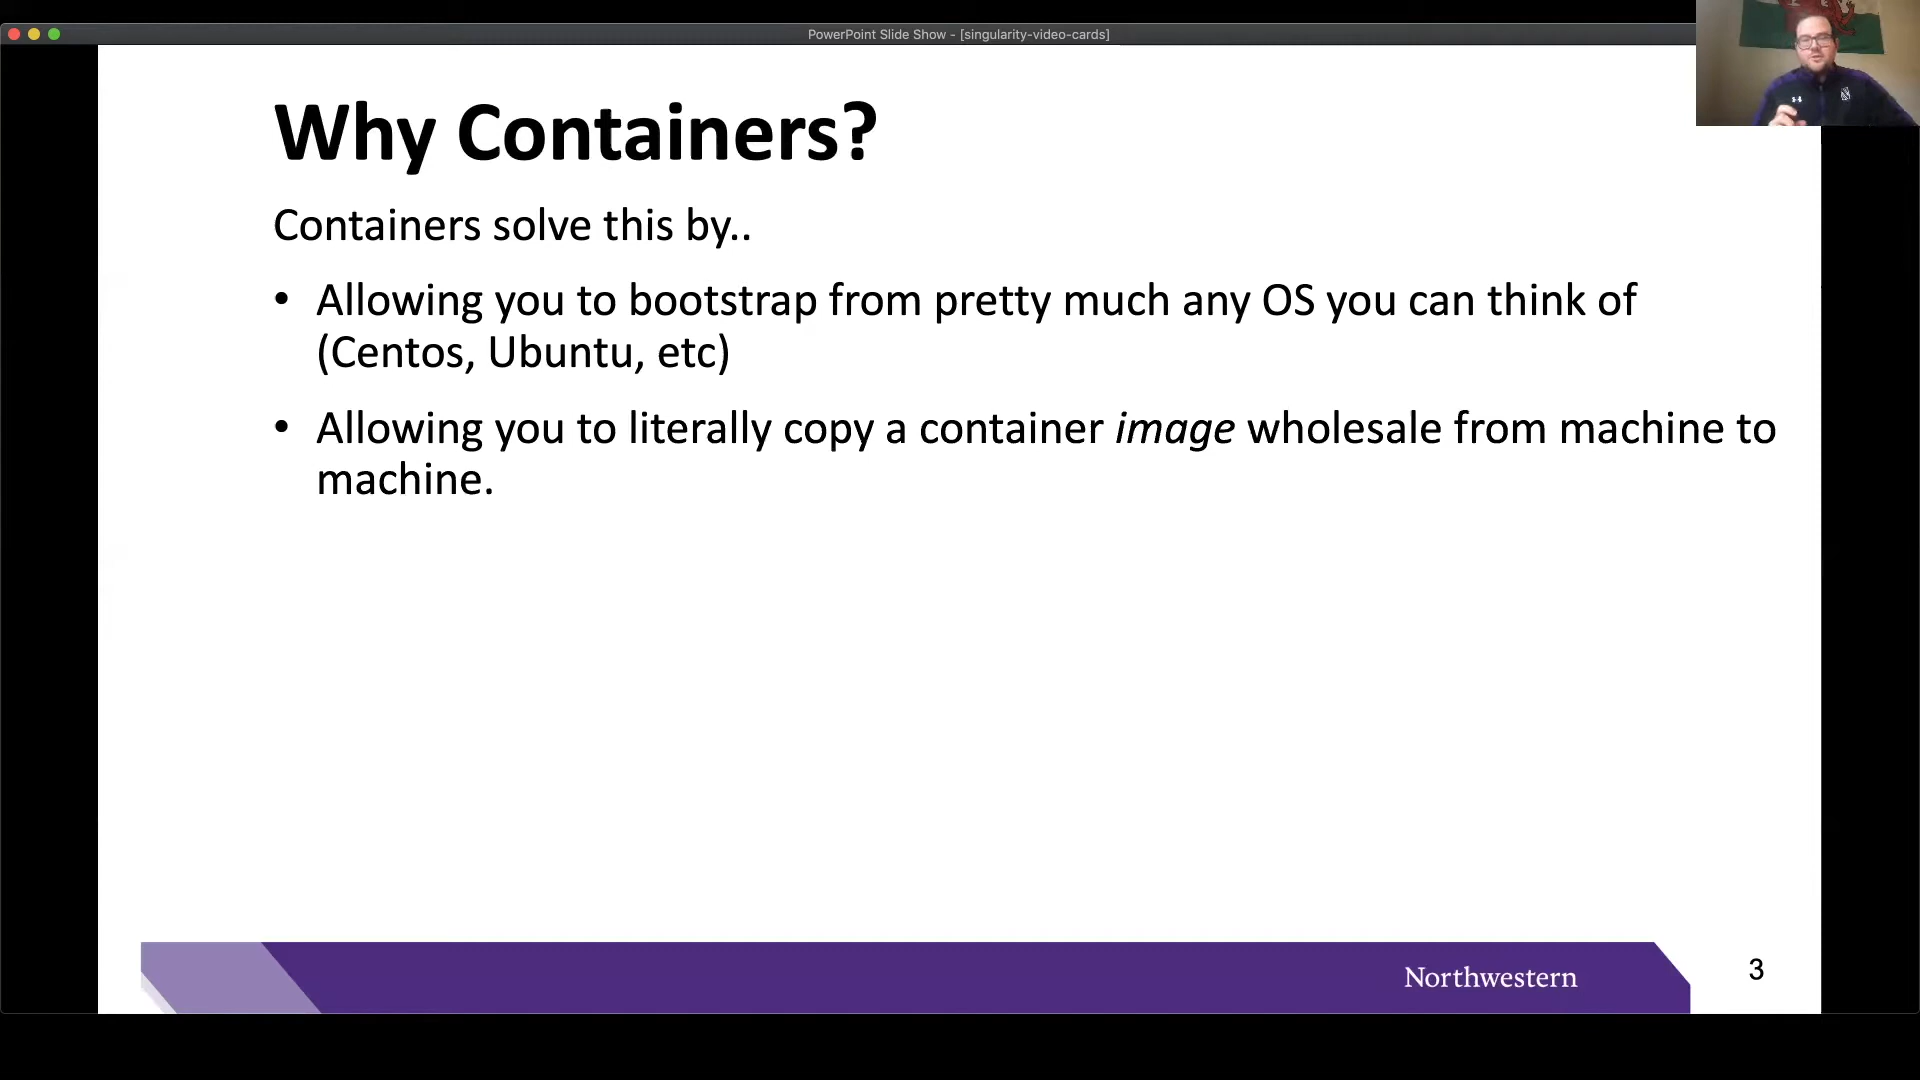 PowerPoint Slide Show - [singularity-video-cards]
Why Containers?
Containers solve this by..
• Allowing you to bootstrap from pretty much any OS you can think of
(Centos, Ubuntu, etc)
• Allowing you to literally copy a container image wholesale from machine to
machine.
Northwestern
3